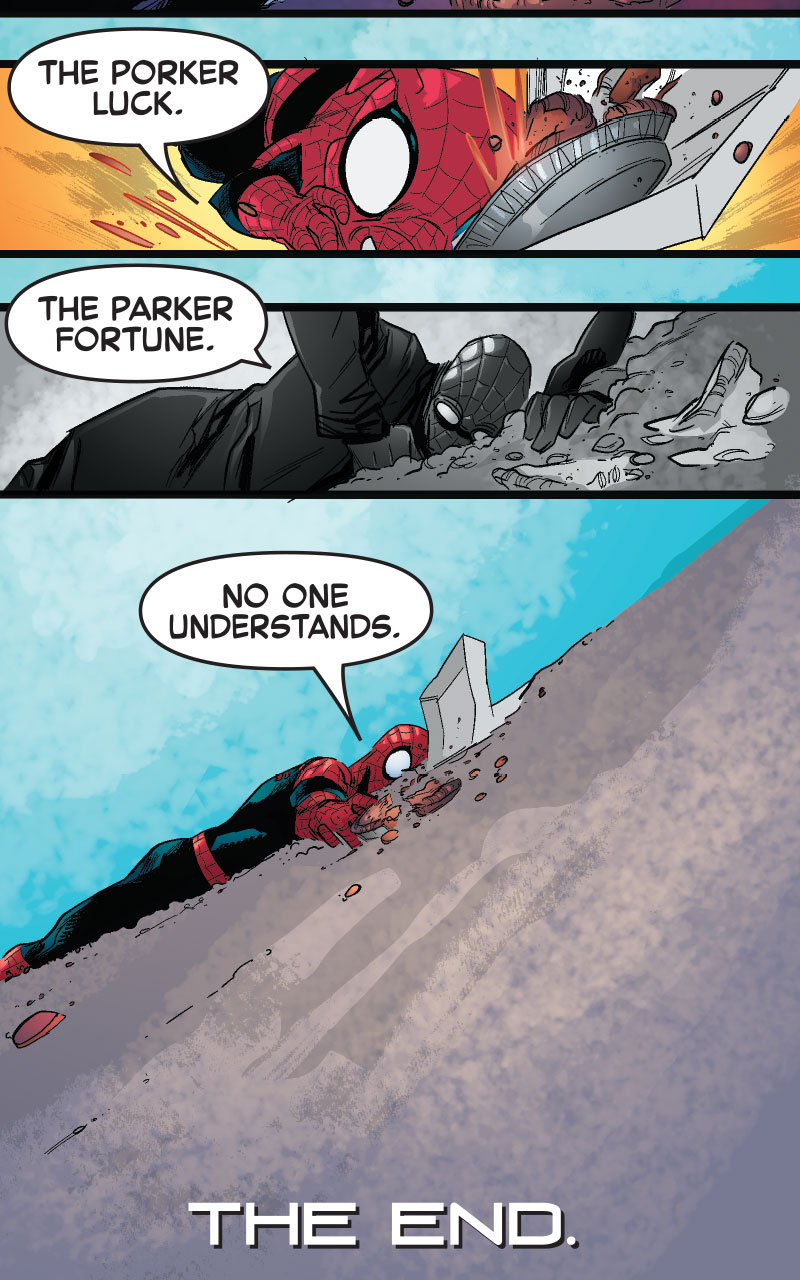 THE PORKER
LUCK.
THE PARKER
FORTUNE.
NO ONE
UNDERSTANDS.
THE END.